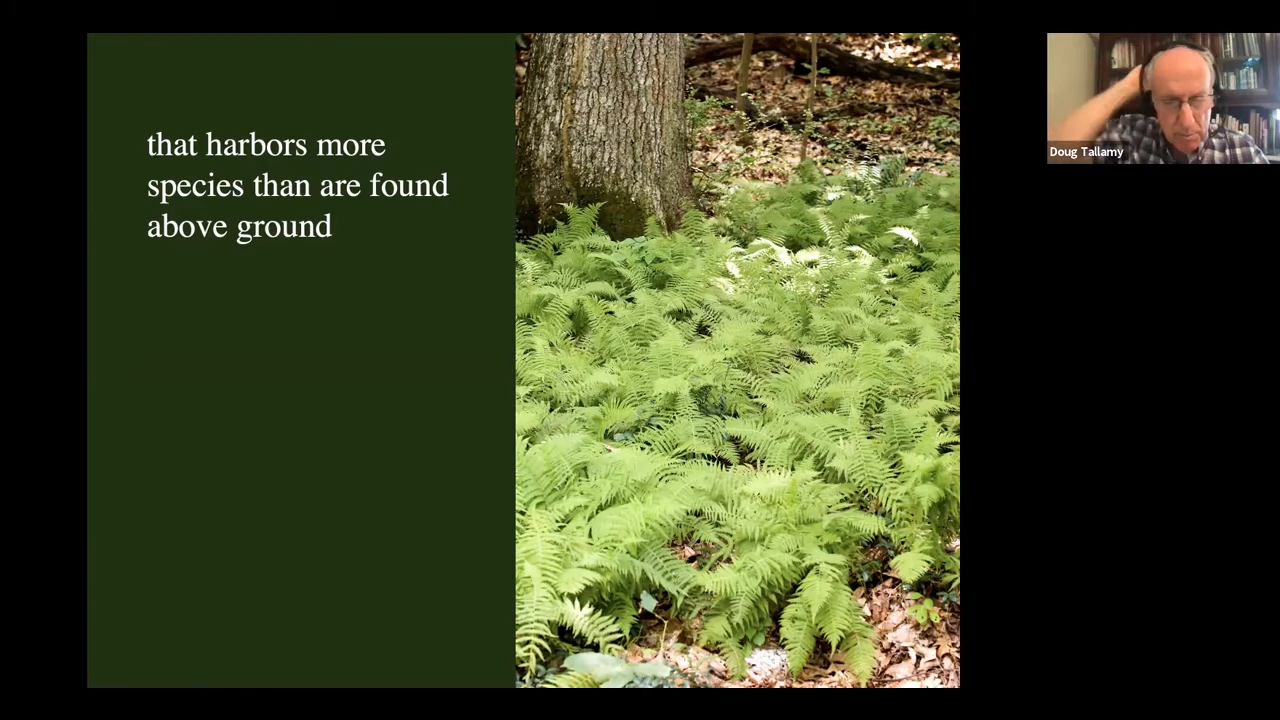 that harbors more
species than are found
above ground
Doug Tallamy